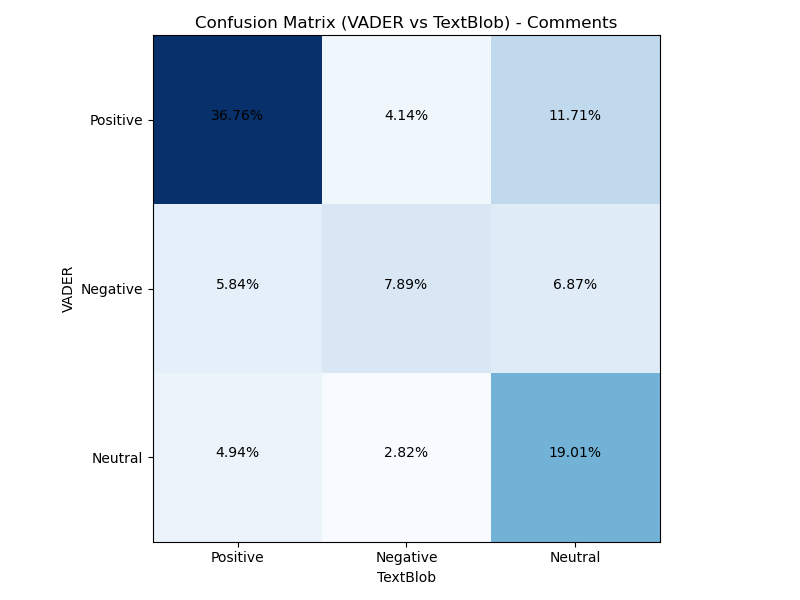 Confusion Matrix (VADER vs TextBlob) - Comments
Positive
36.76%
4.14%
11.71%
VADER
Negative
5.84%
7.89%
6.87%
Neutral
4.94%
2.82%
19.01%
Positive
Negative
Neutral
TextBlob